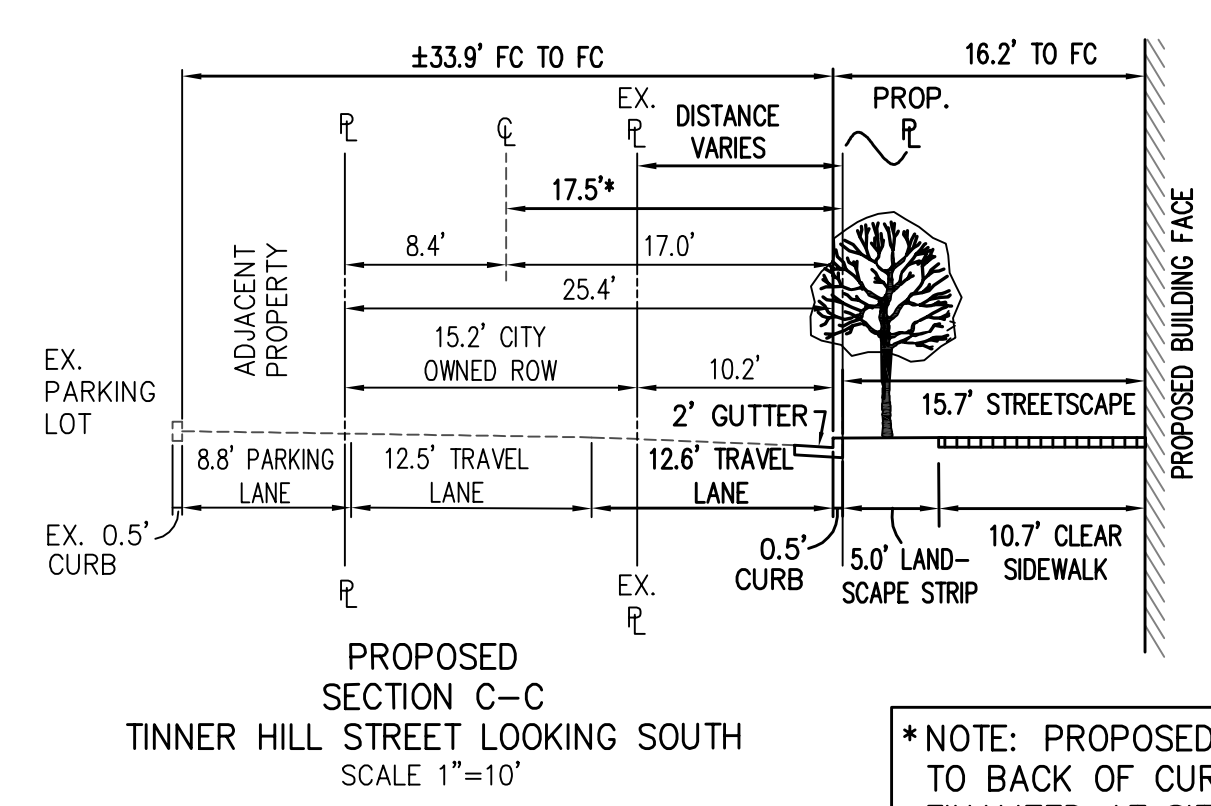 ±33.9' FC TO FC
16.2' TO FC
EX.
PL
PROP.
PL
DISTANCE
VARIES
PL
CL
17.5'*
8.4'
17.0'
25.4'
ADJACENT
PROPERTY
15.2' CITY
OWNED ROW
10.2'
EX.
PARKING
LOT
2' GUTTER
15.7' STREETSCAPE
PROPOSED BUILDING FACE
8.8' PARKING
LANE
12.5' TRAVEL
LANE
12.6' TRAVEL
LANE
EX. 0.5'
CURB
0.5'
CURB
5.0' LAND-
SCAPE STRIP
10.7' CLEAR
SIDEWALK
PL
EX.
PL
PROPOSED
SECTION C-C
TINNER HILL STREET LOOKING SOUTH
SCALE 1"=10'
*NOTE: PROPOSED
TO BACK OF CUR